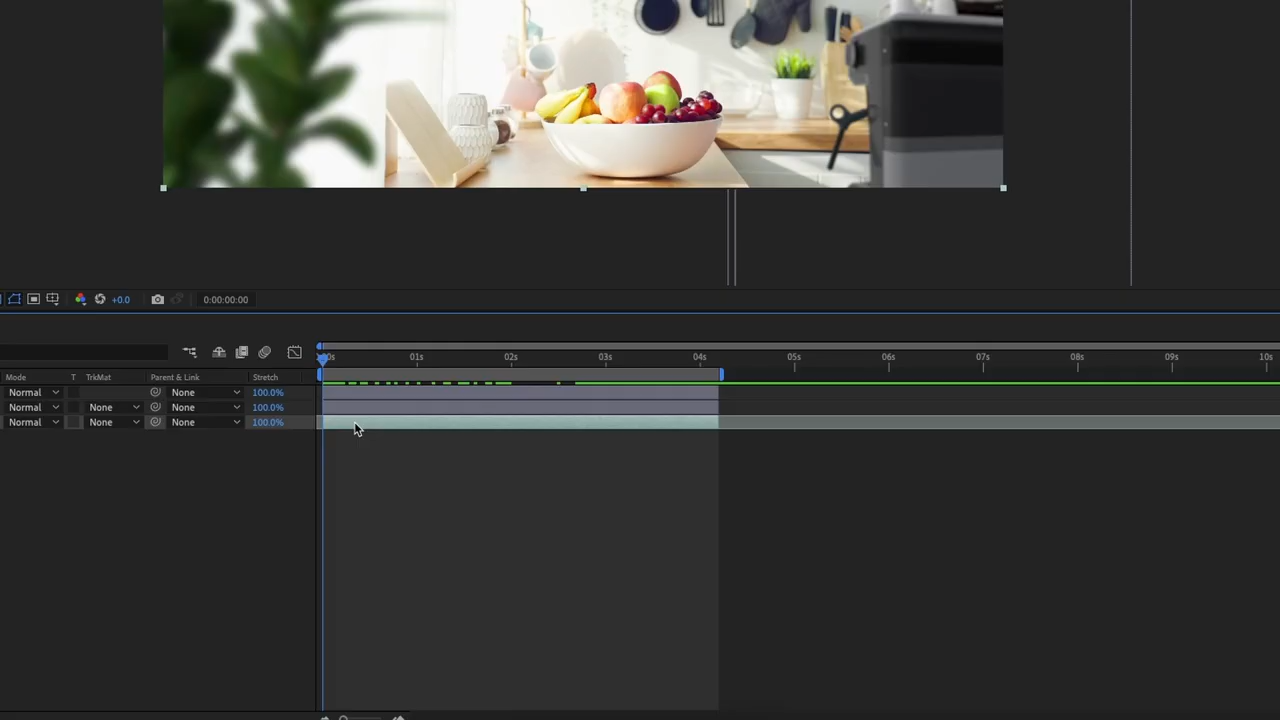 +0.0 0:00:00:00
:00s 01s 02s 03s 04s 05s 06s 07s 08s 09s 10s
Mode T TrkMat Parent & Link Stretch
Normal None 100.0%
Normal None None 100.0%
Normal None None 100.0%